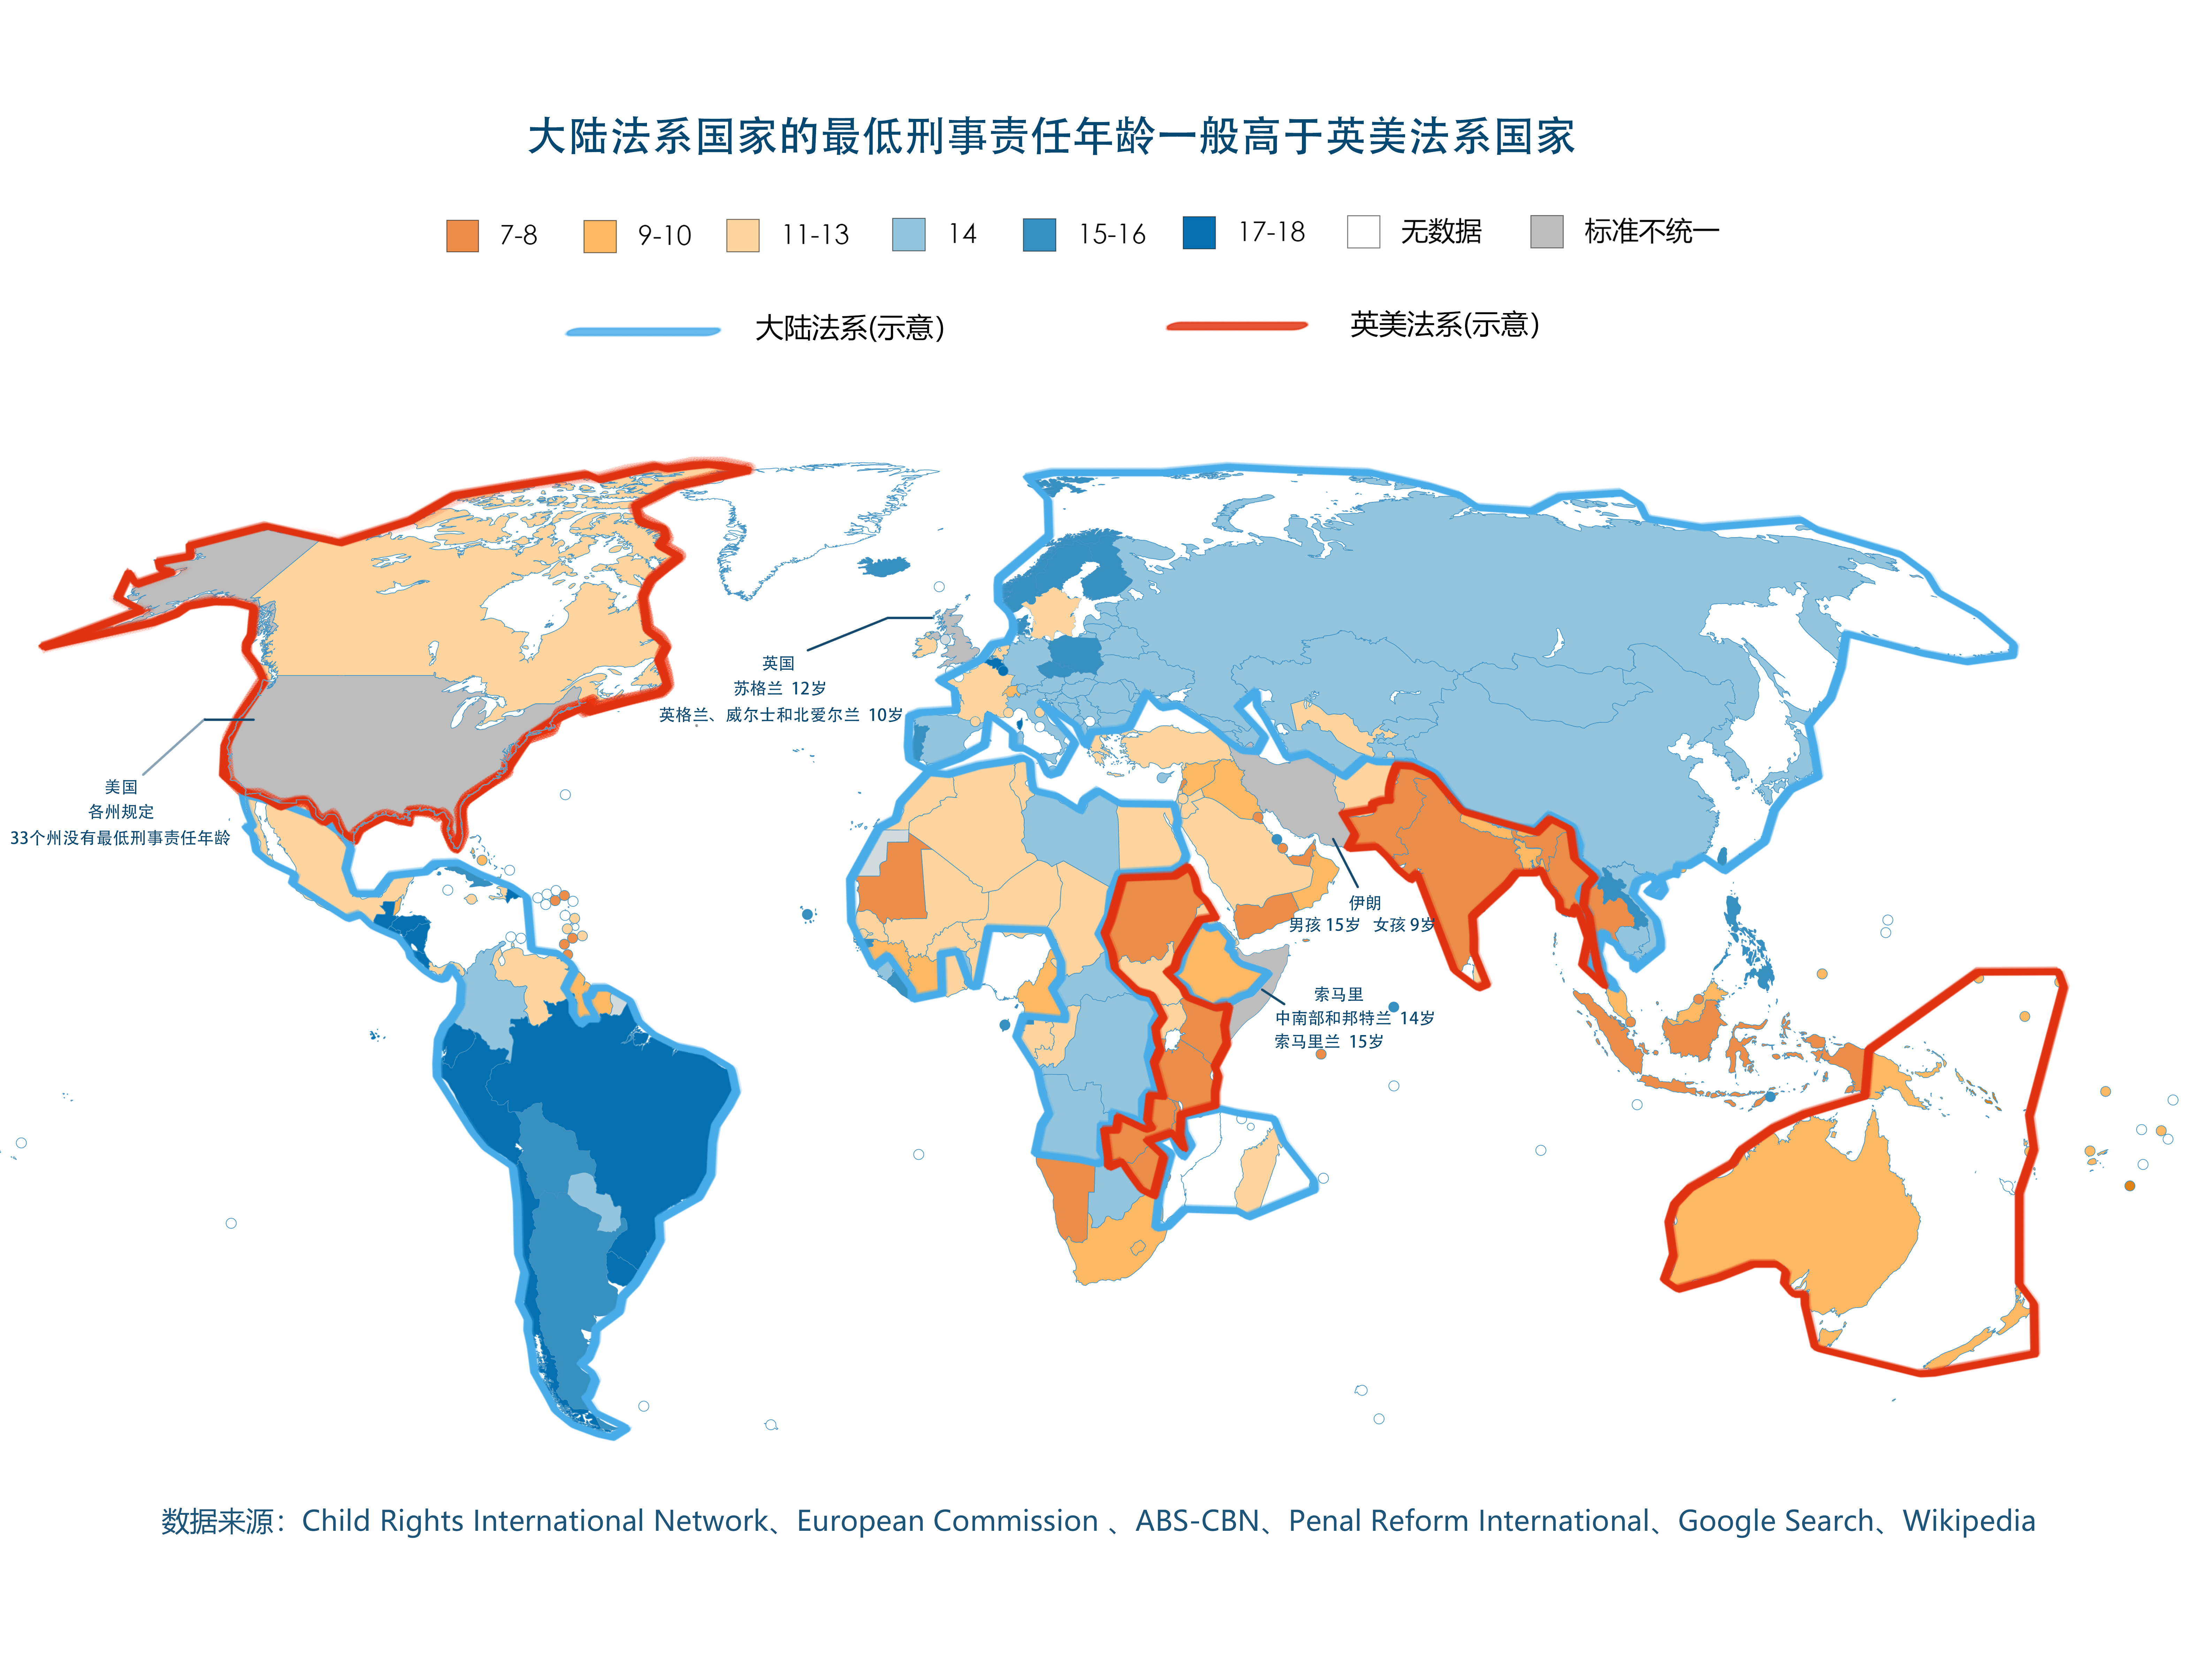 大陆法系国家的最低刑事责任年龄一般高于英美法系国家
7-8 9-10 11-13 14 15-16 17-18 无数据 标准不统一
大陆法系(示意) 英美法系(示意)
英国
苏格兰 12岁
英格兰、威尔士和北爱尔兰 10岁
美国
各州规定
33个州没有最低刑事责任年龄
伊朗
男孩 15岁 女孩 9岁
索马里
中南部和邦特兰 14岁
索马里兰 15岁
数据来源：Child Rights International Network、European Commission 、ABS-CBN、Penal Reform International、Google Search、Wikipedia